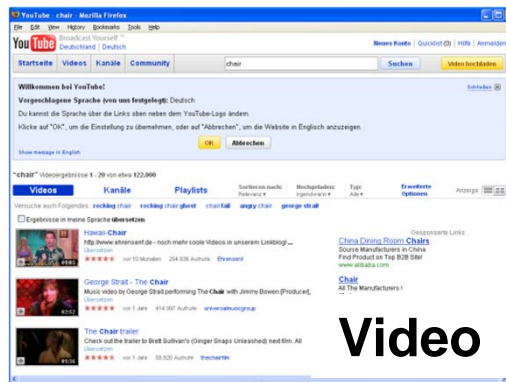 YouTube - chair - Mozilla Firefox
File Edit View History Bookmarks Tools Help
YouTube Broadcast Yourself ™
Deutschland | Deutsch
Neues Konto | Quicklist (0) | Hilfe | Anmelden
Startseite Videos Kanäle Community chair Suchen Video hochladen
Willkommen bei YouTube! Schließen
Vorgeschlagene Sprache (von uns festgelegt): Deutsch
Du kannst die Sprache über die Links oben neben dem YouTube-Logo ändern.
Klicke auf "OK", um die Einstellung zu übernehmen, oder auf "Abbrechen", um die Website in Englisch anzuzeigen.
OK Abbrechen
Show message in English
"chair" Videoergebnisse 1 - 20 von etwa 122.000
Videos Kanäle Playlists Sortieren nach: Relevanz Hochgeladen: Irgendwann Typ: Alle Erweiterte Optionen Anzeige:
Versuche auch Folgendes: rocking chair rocking chair ghost chair fail angry chair george strait
Ergebnisse in meine Sprache übersetzen
Hawaii-Chair
http://www.ehrensenf.de - noch mehr coole Videos in unserem Linkblog! ...
Übersetzen
vor 10 Monaten 254.836 Aufrufe Ehrensenf
Gesponserte Links
China Dining Room Chairs
Source Manufacturers in China
Find Product on Top B2B Site!
www.alibaba.com
Chair
All The Manufacturers !
George Strait - The Chair
Music video by George Strait performing The Chair with Jimmy Bowen [Producer],
Übersetzen
02:52
vor 1 Jahr 414.997 Aufrufe universalmusicgroup
The Chair trailer
Check out the trailer to Brett Sullivan's (Ginger Snaps Unleashed) next film. All
Übersetzen
vor 1 Jahr 58.920 Aufrufe thechairfilm
Video